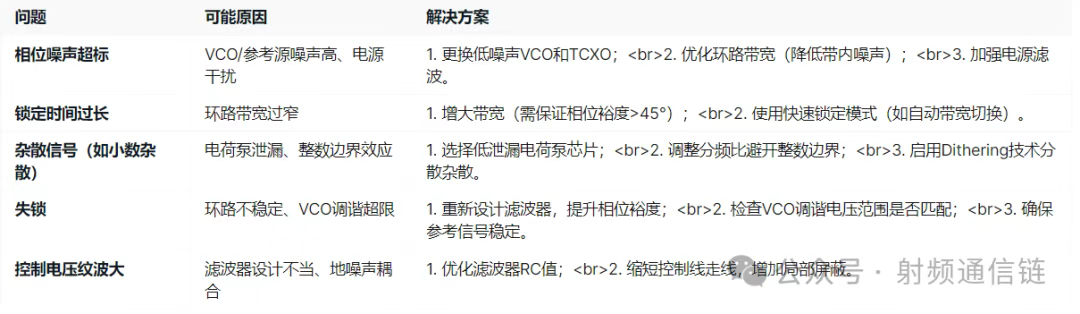 问题 可能原因 解决方案
相位噪声超标 VCO/参考源噪声高、电源干扰 1. 更换低噪声VCO和TCXO；<br>2. 优化环路带宽（降低带内噪声）；<br>3. 加强电源滤波。
锁定时间过长 环路带宽过窄 1. 增大带宽（需保证相位裕度>45°）；<br>2. 使用快速锁定模式（如自动带宽切换）。
杂散信号（如小数杂散） 电荷泵泄漏、整数边界效应 1. 选择低泄漏电荷泵芯片；<br>2. 调整分频比避开整数边界；<br>3. 启用Dithering技术分散杂散。
失锁 环路不稳定、VCO调谐超限 1. 重新设计滤波器，提升相位裕度；<br>2. 检查VCO调谐电压范围是否匹配；<br>3. 确保参考信号稳定。
控制电压纹波大 滤波器设计不当、地噪声耦合 1. 优化滤波器RC值；<br>2. 缩短控制线走线，增加局部屏蔽。
公众号·射频通信链